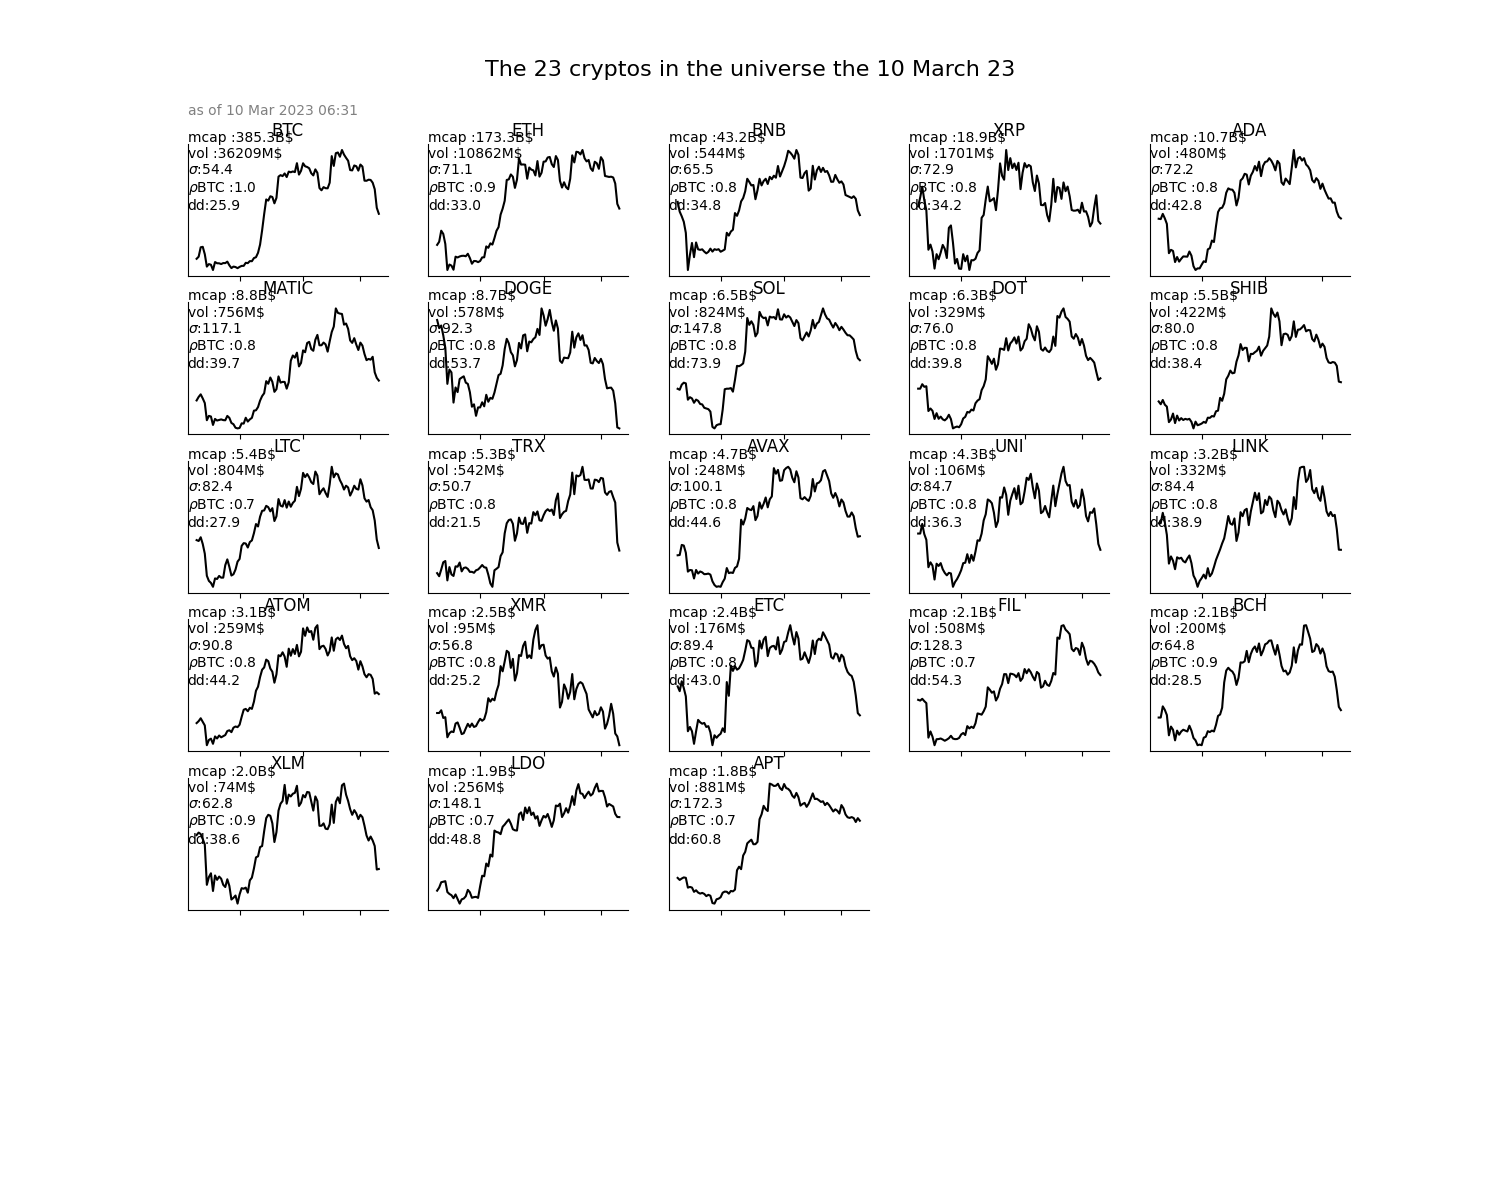 The 23 cryptos in the universe the 10 March 23
as of 10 Mar 2023 06:31
BTC
mcap :385.3B$
vol :36209M$
σ:54.4
ρBTC :1.0
dd:25.9
ETH
mcap :173.3B$
vol :10862M$
σ:71.1
ρBTC :0.9
dd:33.0
BNB
mcap :43.2B$
vol :544M$
σ:65.5
ρBTC :0.8
dd:34.8
XRP
mcap :18.9B$
vol :1701M$
σ:72.9
ρBTC :0.8
dd:34.2
ADA
mcap :10.7B$
vol :480M$
σ:72.2
ρBTC :0.8
dd:42.8
MATIC
mcap :8.8B$
vol :756M$
σ:117.1
ρBTC :0.8
dd:39.7
DOGE
mcap :8.7B$
vol :578M$
σ:92.3
ρBTC :0.8
dd:53.7
SOL
mcap :6.5B$
vol :824M$
σ:147.8
ρBTC :0.8
dd:73.9
DOT
mcap :6.3B$
vol :329M$
σ:76.0
ρBTC :0.8
dd:39.8
SHIB
mcap :5.5B$
vol :422M$
σ:80.0
ρBTC :0.8
dd:38.4
LTC
mcap :5.4B$
vol :804M$
σ:82.4
ρBTC :0.7
dd:27.9
TRX
mcap :5.3B$
vol :542M$
σ:50.7
ρBTC :0.8
dd:21.5
AVAX
mcap :4.7B$
vol :248M$
σ:100.1
ρBTC :0.8
dd:44.6
UNI
mcap :4.3B$
vol :106M$
σ:84.7
ρBTC :0.8
dd:36.3
LINK
mcap :3.2B$
vol :332M$
σ:84.4
ρBTC :0.8
dd:38.9
ATOM
mcap :3.1B$
vol :259M$
σ:90.8
ρBTC :0.8
dd:44.2
XMR
mcap :2.5B$
vol :95M$
σ:56.8
ρBTC :0.8
dd:25.2
ETC
mcap :2.4B$
vol :176M$
σ:89.4
ρBTC :0.8
dd:43.0
FIL
mcap :2.1B$
vol :508M$
σ:128.3
ρBTC :0.7
dd:54.3
BCH
mcap :2.1B$
vol :200M$
σ:64.8
ρBTC :0.9
dd:28.5
XLM
mcap :2.0B$
vol :74M$
σ:62.8
ρBTC :0.9
dd:38.6
LDO
mcap :1.9B$
vol :256M$
σ:148.1
ρBTC :0.7
dd:48.8
APT
mcap :1.8B$
vol :881M$
σ:172.3
ρBTC :0.7
dd:60.8